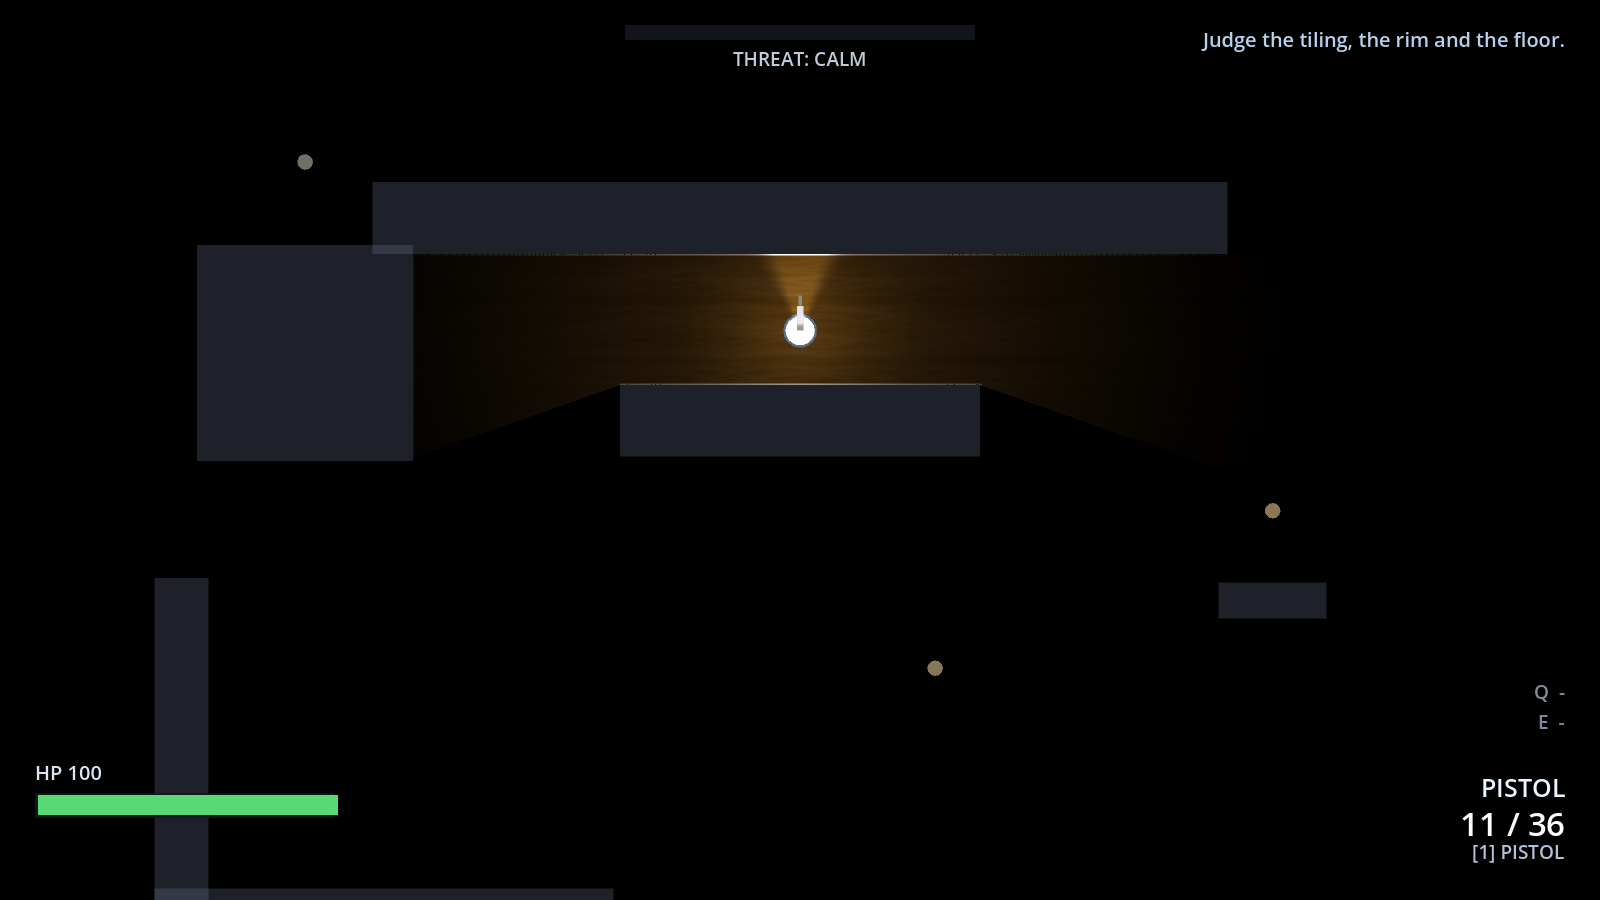 THREAT: CALM
Judge the tiling, the rim and the floor.
Q -
E -
HP 100
PISTOL
11 / 36
[1] PISTOL